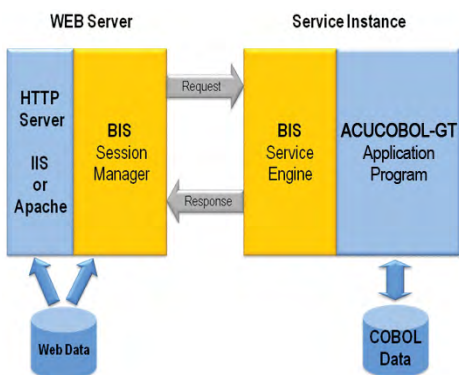 WEB Server
Service Instance
HTTP
Server
IIS
or
Apache
BIS
Session
Manager
Request
Response
BIS
Service
Engine
ACUCOBOL-GT
Application
Program
Web Data
COBOL
Data